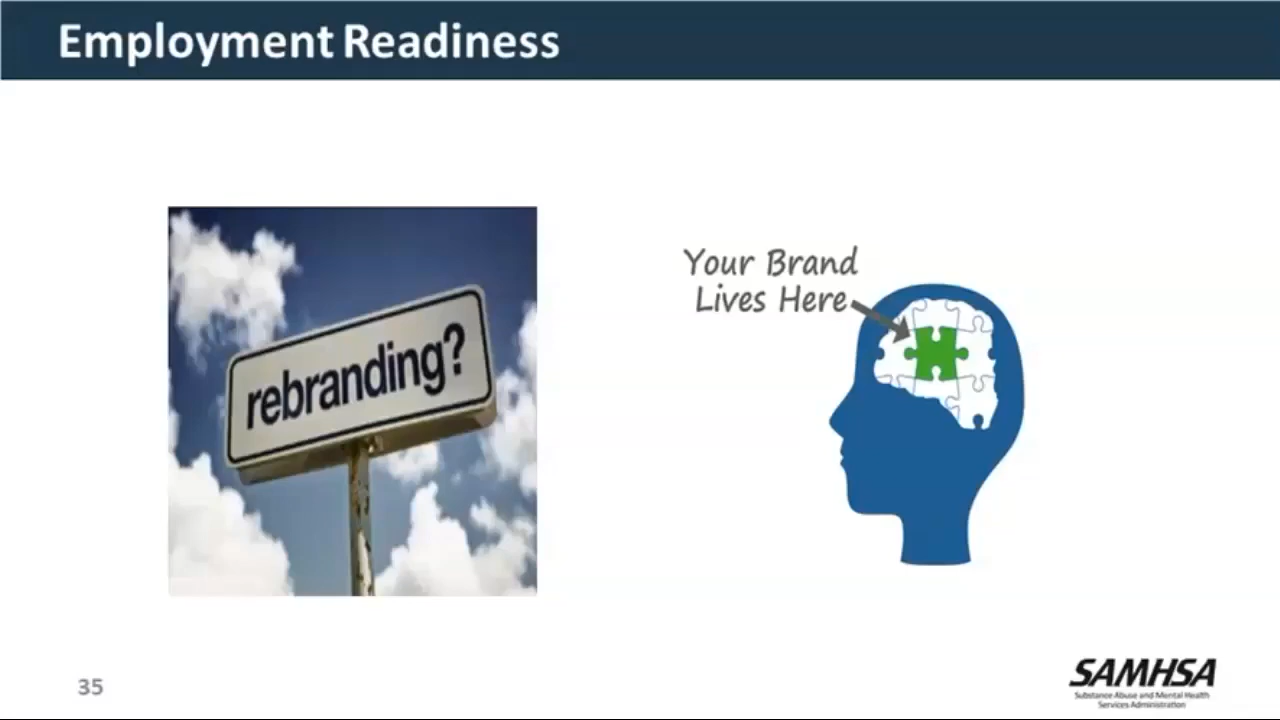 Employment Readiness
rebranding?
Your Brand
Lives Here
35
SAMHSA
Substance Abuse and Mental Health
Services Administration